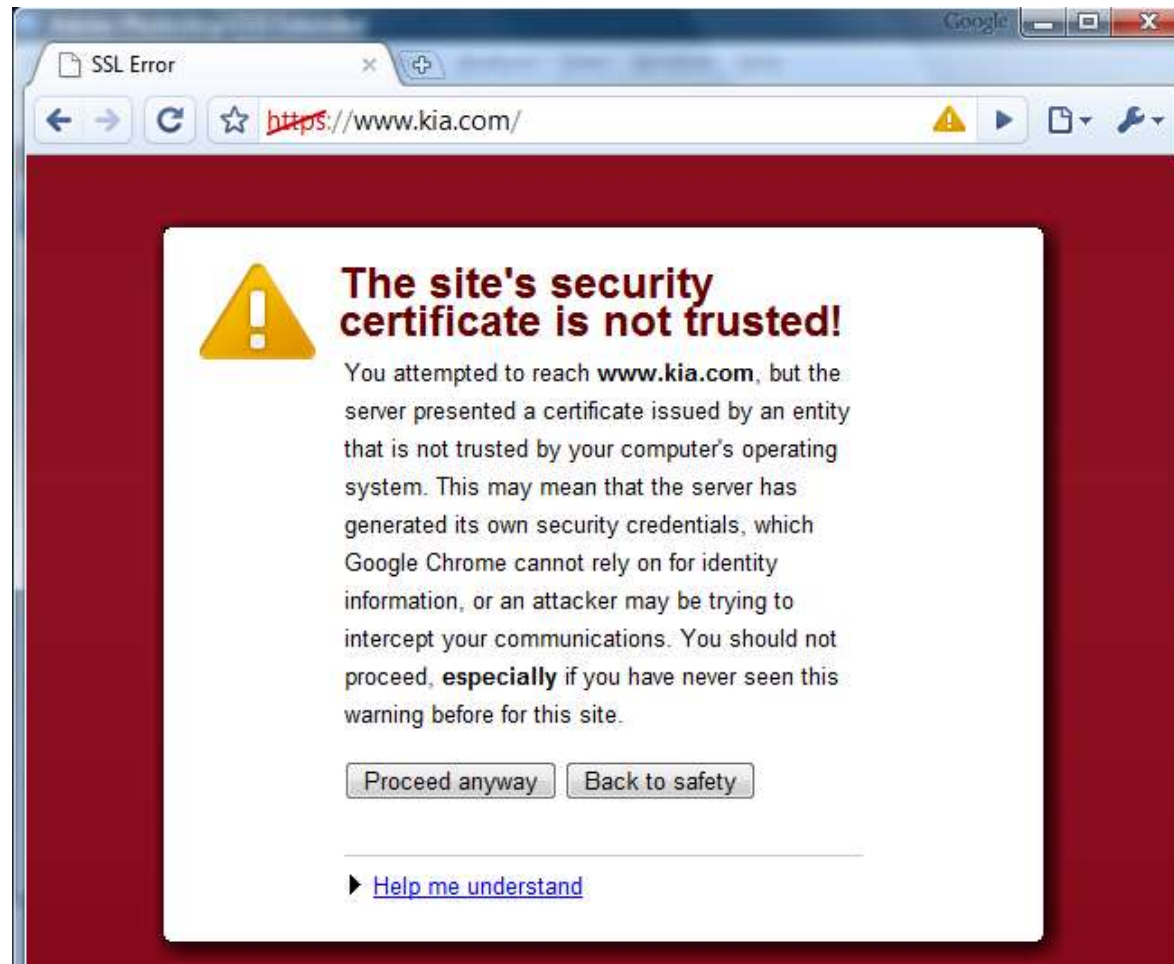 Google
SSL Error
https://www.kia.com/
The site's security
certificate is not trusted!
You attempted to reach www.kia.com, but the
server presented a certificate issued by an entity
that is not trusted by your computer's operating
system. This may mean that the server has
generated its own security credentials, which
Google Chrome cannot rely on for identity
information, or an attacker may be trying to
intercept your communications. You should not
proceed, especially if you have never seen this
warning before for this site.
Proceed anyway Back to safety
Help me understand